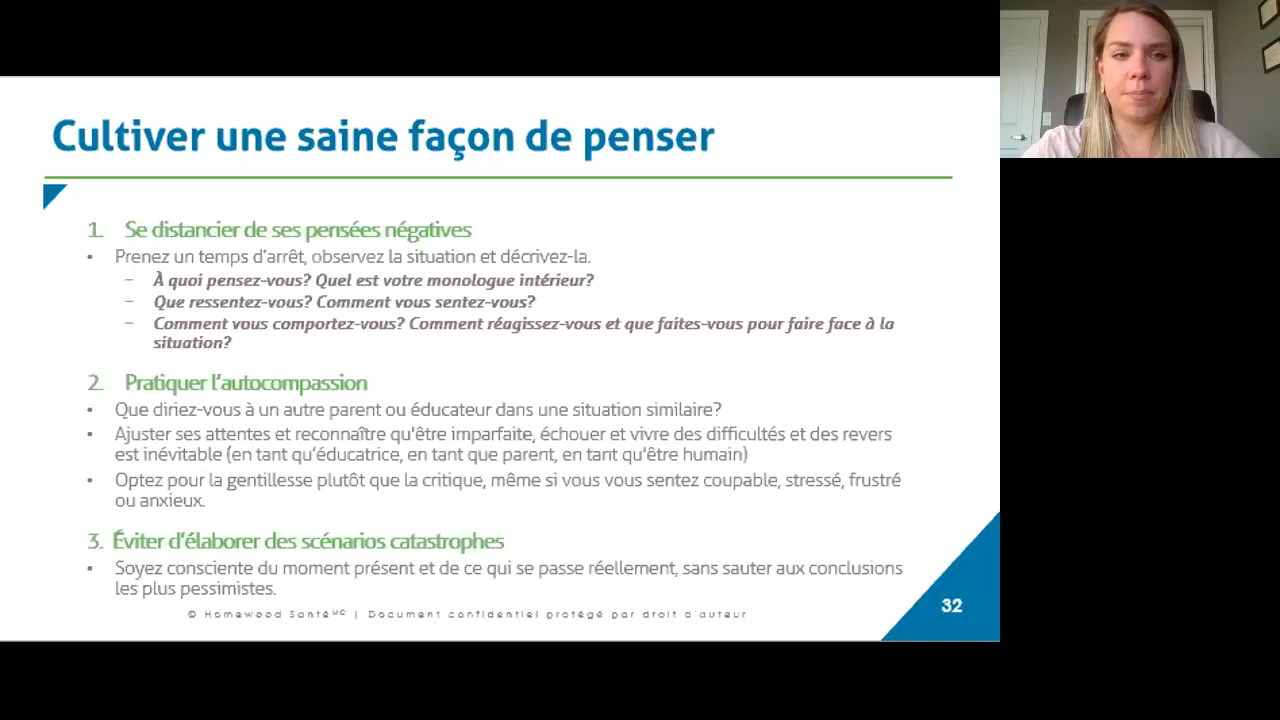 Cultiver une saine façon de penser
1. Se distancier de ses pensées négatives
• Prenez un temps d'arrêt, observez la situation et décrivez-la.
– À quoi pensez-vous? Quel est votre monologue intérieur?
– Que ressentez-vous? Comment vous sentez-vous?
– Comment vous comportez-vous? Comment réagissez-vous et que faites-vous pour faire face à la
situation?
2. Pratiquer l'autocompassion
• Que diriez-vous à un autre parent ou éducateur dans une situation similaire?
• Ajuster ses attentes et reconnaître qu'être imparfaite, échouer et vivre des difficultés et des revers
est inévitable (en tant qu'éducatrice, en tant que parent, en tant qu'être humain)
• Optez pour la gentillesse plutôt que la critique, même si vous vous sentez coupable, stressé, frustré
ou anxieux.
3. Éviter d'élaborer des scénarios catastrophes
• Soyez consciente du moment présent et de ce qui se passe réellement, sans sauter aux conclusions
les plus pessimistes.
© Homewood Santé MC | Document confidentiel protégé par droit d'auteur
32